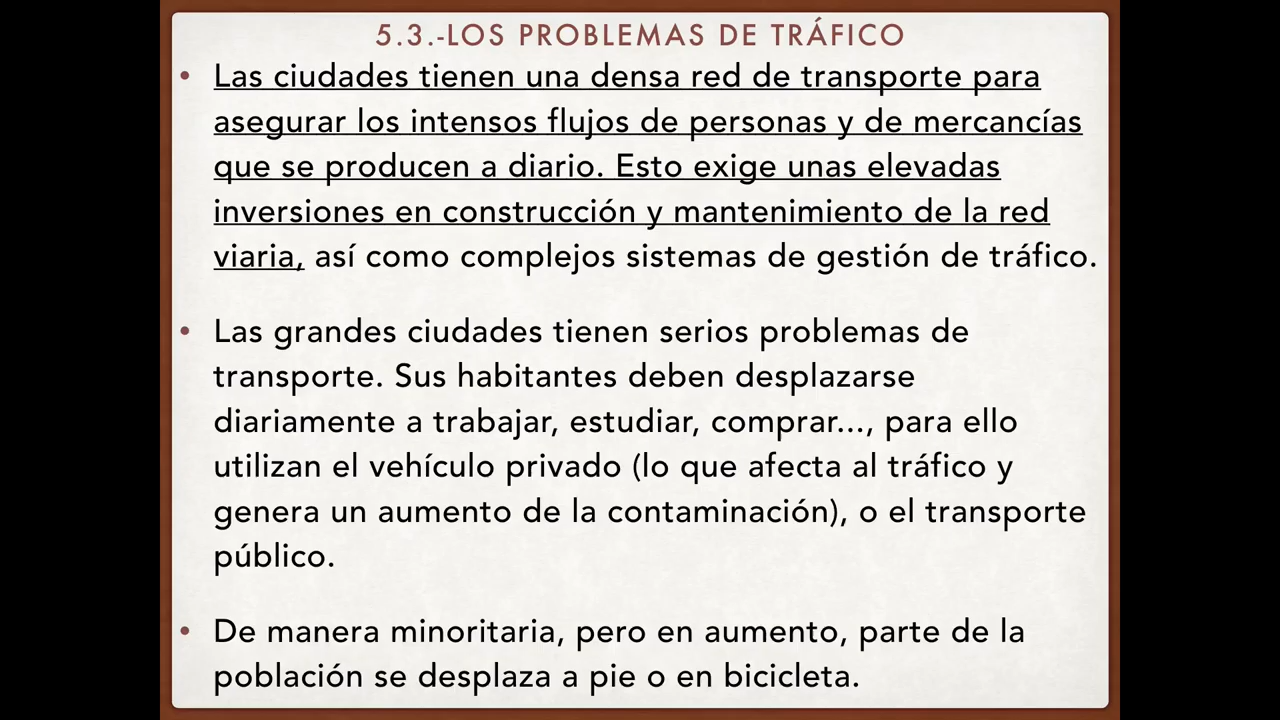 5.3.-LOS PROBLEMAS DE TRÁFICO
• Las ciudades tienen una densa red de transporte para
asegurar los intensos flujos de personas y de mercancías
que se producen a diario. Esto exige unas elevadas
inversiones en construcción y mantenimiento de la red
viaria, así como complejos sistemas de gestión de tráfico.
• Las grandes ciudades tienen serios problemas de
transporte. Sus habitantes deben desplazarse
diariamente a trabajar, estudiar, comprar..., para ello
utilizan el vehículo privado (lo que afecta al tráfico y
genera un aumento de la contaminación), o el transporte
público.
• De manera minoritaria, pero en aumento, parte de la
población se desplaza a pie o en bicicleta.